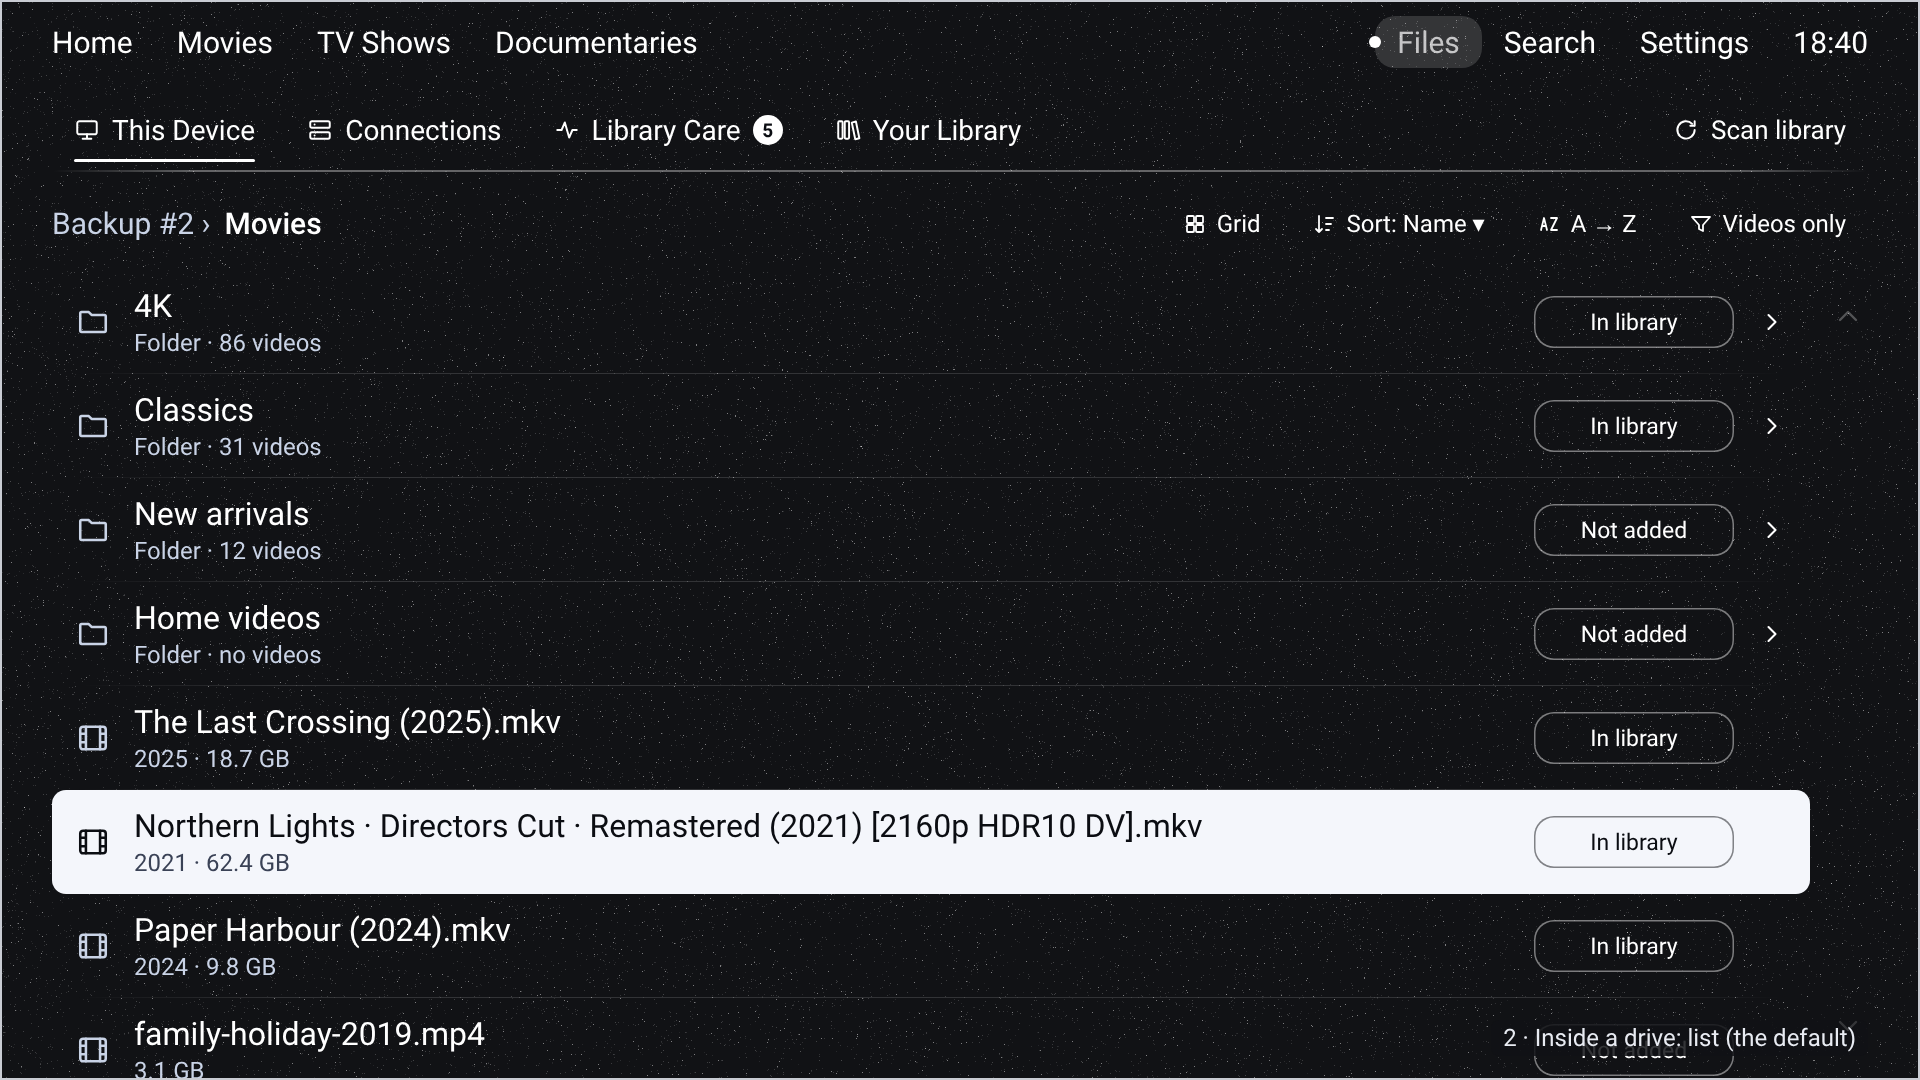 Home Movies TV Shows Documentaries Files Search Settings 18:40
This Device Connections Library Care 5 Your Library Scan library
Backup #2 › Movies Grid Sort: Name ▾ AZ A → Z Videos only
4K
Folder · 86 videos
In library
Classics
Folder · 31 videos
In library
New arrivals
Folder · 12 videos
Not added
Home videos
Folder · no videos
Not added
The Last Crossing (2025).mkv
2025 · 18.7 GB
In library
Northern Lights · Directors Cut · Remastered (2021) [2160p HDR10 DV].mkv
2021 · 62.4 GB
In library
Paper Harbour (2024).mkv
2024 · 9.8 GB
In library
family-holiday-2019.mp4
3.1 GB
Not added
2 · Inside a drive: list (the default)